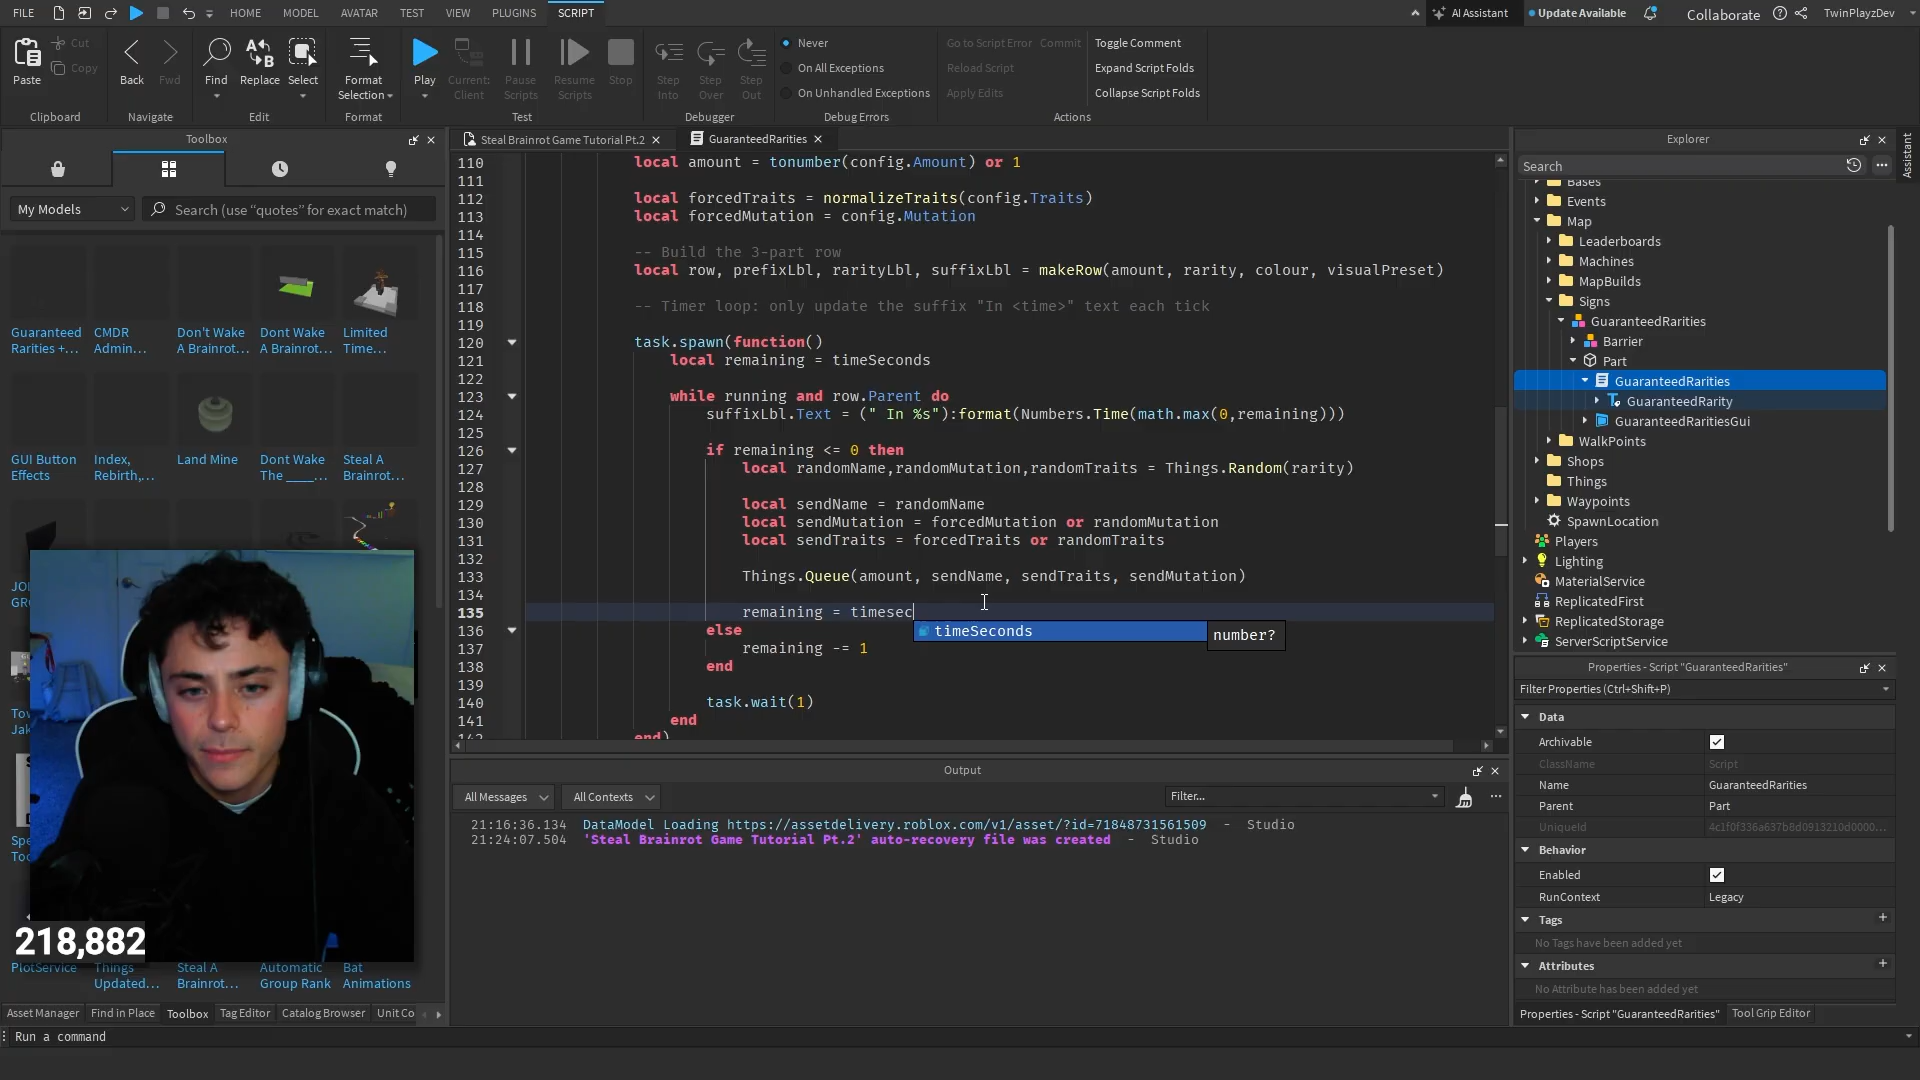 FILE HOME MODEL AVATAR TEST VIEW PLUGINS SCRIPT AI Assistant Update Available Collaborate TwinPlayzDev
Paste Cut Copy Back Fwd Find Replace Select Format Selection Play Current: Client Pause Scripts Resume Scripts Stop Step Into Step Over Step Out
Never
On All Exceptions
On Unhandled Exceptions
Go to Script Error Commit
Reload Script
Apply Edits
Toggle Comment
Expand Script Folds
Collapse Script Folds
Clipboard Navigate Edit Format Test Debugger Debug Errors Actions
Toolbox
My Models Search (use “quotes” for exact match)
Guaranteed Rarities +...
CMDR Admin...
Don't Wake A Brainrot...
Dont Wake A Brainrot...
Limited Time...
GUI Button Effects
Index, Rebirth,...
Land Mine
Dont Wake The ____...
Steal A Brainrot...
218,882
PlotService
Things Updated...
Steal A Brainrot...
Automatic Group Rank
Bat Animations
Asset Manager Find in Place Toolbox Tag Editor Catalog Browser Unit Co
Run a command
Steal Brainrot Game Tutorial Pt.2 GuaranteedRarities
110 local amount = tonumber(config.Amount) or 1
111
112 local forcedTraits = normalizeTraits(config.Traits)
113 local forcedMutation = config.Mutation
114
115 -- Build the 3-part row
116 local row, prefixLbl, rarityLbl, suffixLbl = makeRow(amount, rarity, colour, visualPreset)
117
118 -- Timer loop: only update the suffix "In <time>" text each tick
119
120 task.spawn(function()
121 local remaining = timeSeconds
122
123 while running and row.Parent do
124 suffixLbl.Text = (" In %s"):format(Numbers.Time(math.max(0,remaining)))
125
126 if remaining <= 0 then
127 local randomName,randomMutation,randomTraits = Things.Random(rarity)
128
129 local sendName = randomName
130 local sendMutation = forcedMutation or randomMutation
131 local sendTraits = forcedTraits or randomTraits
132
133 Things.Queue(amount, sendName, sendTraits, sendMutation)
134
135 remaining = timesec
timeSeconds number?
136 else
137 remaining -= 1
138 end
139
140 task.wait(1)
141 end
end)
Output
All Messages All Contexts Filter...
21:16:36.134 DataModel Loading https://assetdelivery.roblox.com/v1/asset/?id=71848731561509 - Studio
21:24:07.504 'Steal Brainrot Game Tutorial Pt.2' auto-recovery file was created - Studio
Explorer
Assistant
Search
Bases
Events
Map
Leaderboards
Machines
MapBuilds
Signs
GuaranteedRarities
Barrier
Part
GuaranteedRarities
GuaranteedRarity
GuaranteedRaritiesGui
WalkPoints
Shops
Things
Waypoints
SpawnLocation
Players
Lighting
MaterialService
ReplicatedFirst
ReplicatedStorage
ServerScriptService
Properties - Script "GuaranteedRarities"
Filter Properties (Ctrl+Shift+P)
Data
Archivable
ClassName Script
Name GuaranteedRarities
Parent Part
UniqueId 4c1f0f336a637b8d0913210d0000...
Behavior
Enabled
RunContext Legacy
Tags
No Tags have been added yet
Attributes
No Attribute has been added yet
Properties - Script "GuaranteedRarities" Tool Grip Editor